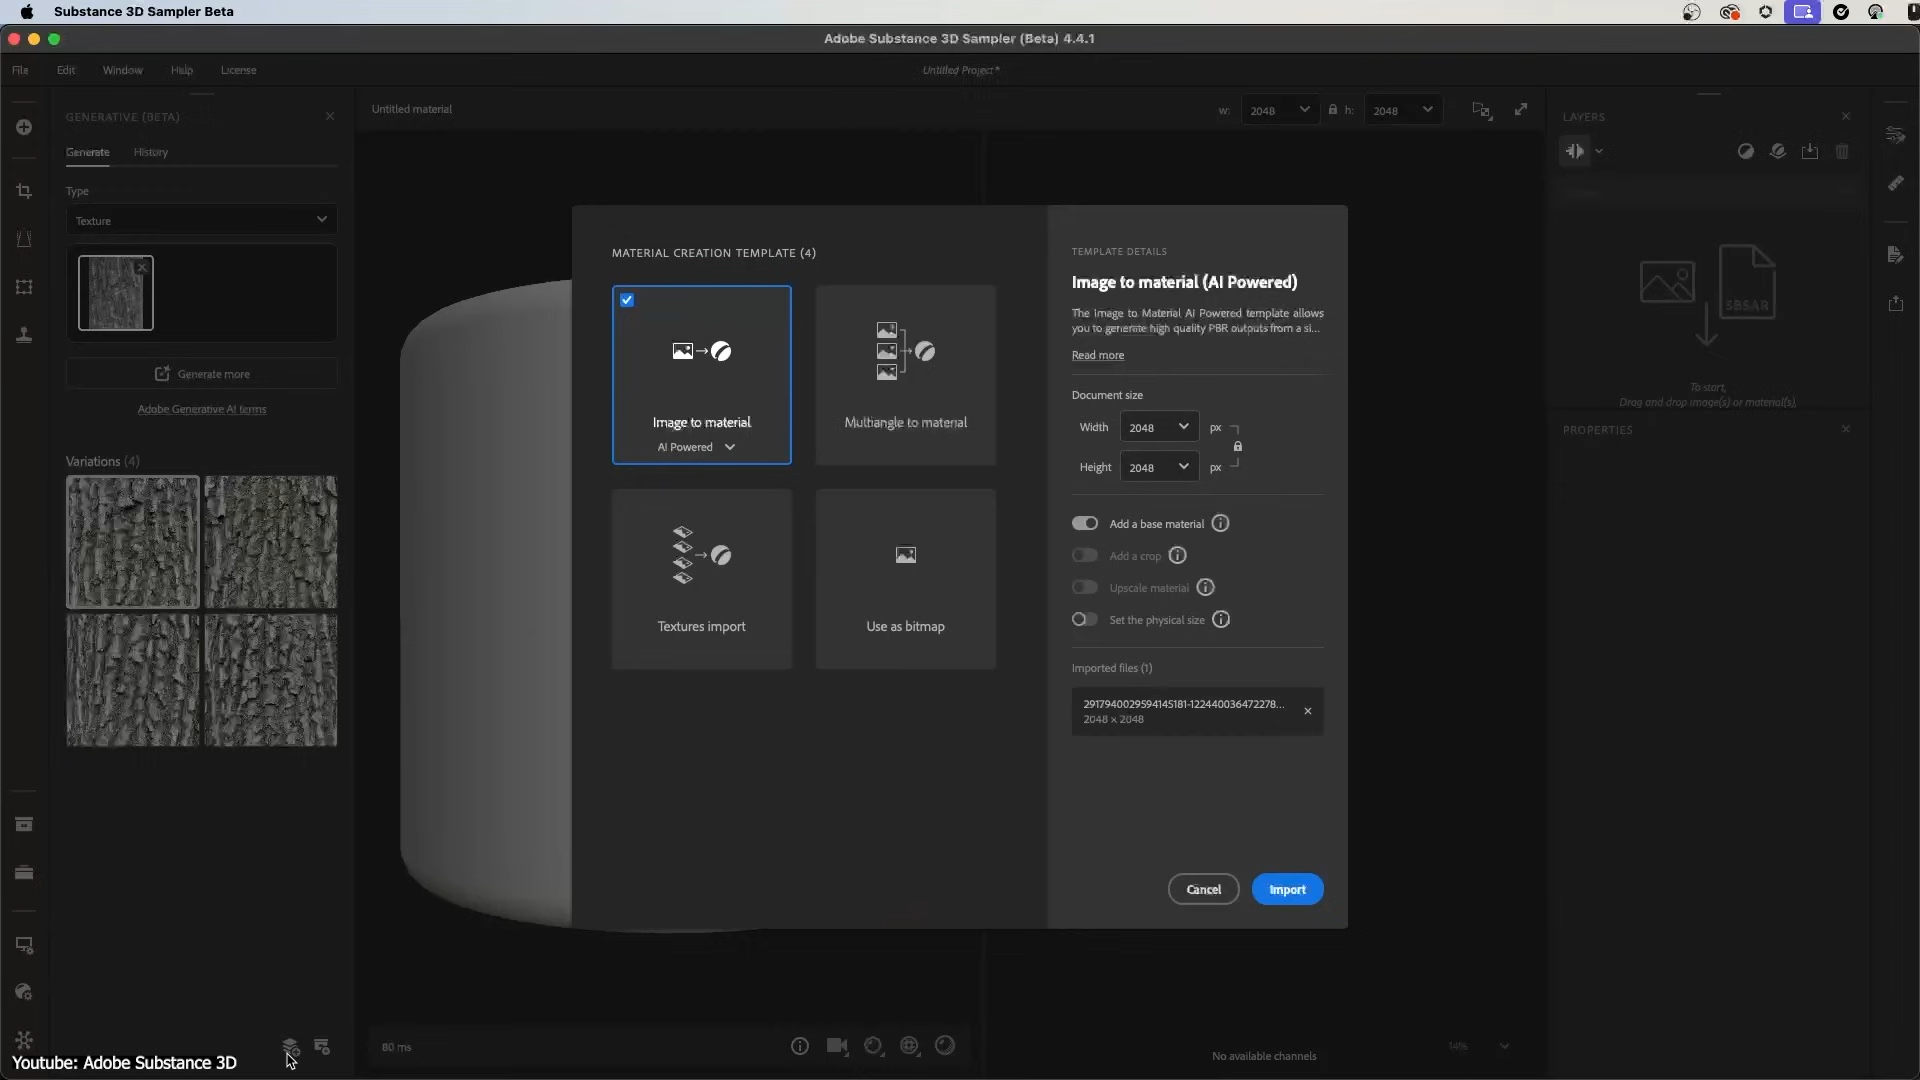 Substance 3D Sampler Beta
Adobe Substance 3D Sampler (Beta) 4.4.1
File Edit Window Help License
Untitled Project*
GENERATIVE (BETA)
Generate History
Type
Texture
Generate more
Adobe Generative AI terms
Variations (4)
Untitled material
w: 2048 h: 2048
MATERIAL CREATION TEMPLATE (4)
Image to material
AI Powered
Multiangle to material
Textures import
Use as bitmap
TEMPLATE DETAILS
Image to material (AI Powered)
The Image to Material AI Powered template allows
you to generate high quality PBR outputs from a si...
Read more
Document size
Width 2048 px
Height 2048 px
Add a base material
Add a crop
Upscale material
Set the physical size
Imported files (1)
2917940029594145181-122440036472278...
2048 x 2048
Cancel Import
LAYERS
SBSAR
To start,
Drag and drop image(s) or material(s),
PROPERTIES
80 ms
No available channels
14%
Youtube: Adobe Substance 3D